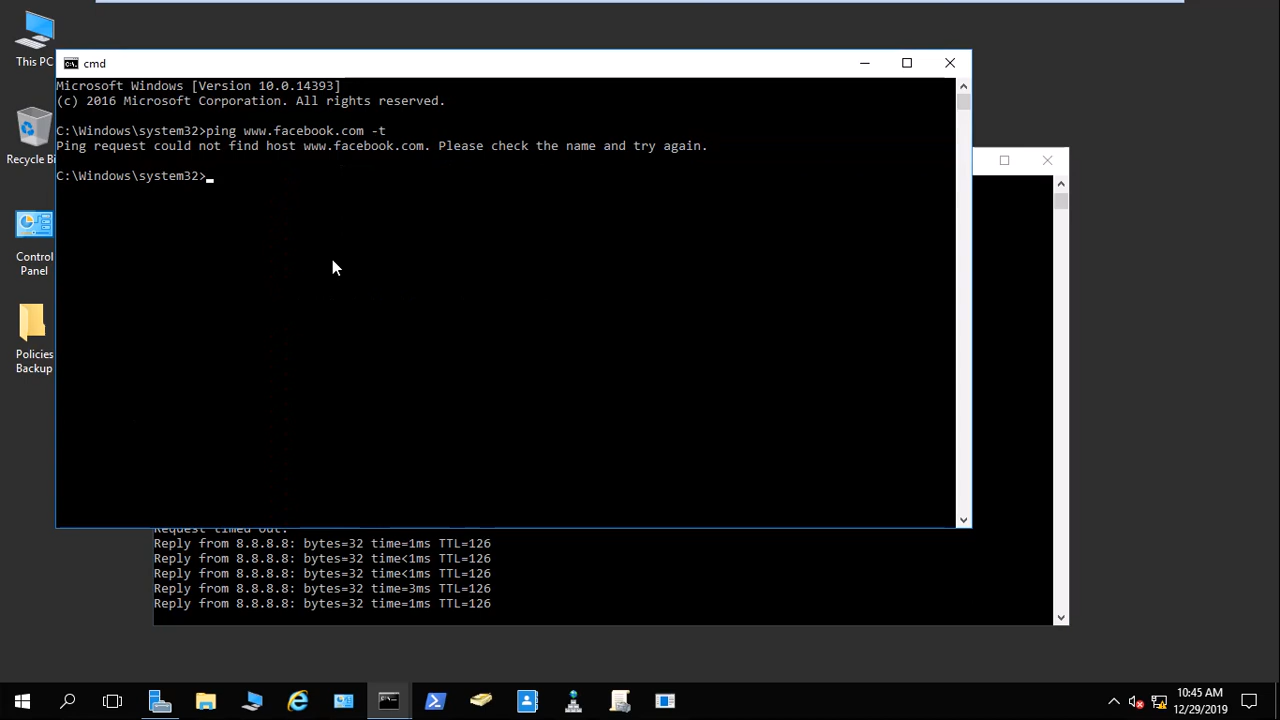 This PC
Recycle Bi
Control
Panel
Policies
Backup
cmd
Microsoft Windows [Version 10.0.14393]
(c) 2016 Microsoft Corporation. All rights reserved.
C:\Windows\system32>ping www.facebook.com -t
Ping request could not find host www.facebook.com. Please check the name and try again.
C:\Windows\system32>_
Request timed out.
Reply from 8.8.8.8: bytes=32 time=1ms TTL=126
Reply from 8.8.8.8: bytes=32 time<1ms TTL=126
Reply from 8.8.8.8: bytes=32 time<1ms TTL=126
Reply from 8.8.8.8: bytes=32 time=3ms TTL=126
Reply from 8.8.8.8: bytes=32 time=1ms TTL=126
10:45 AM
12/29/2019